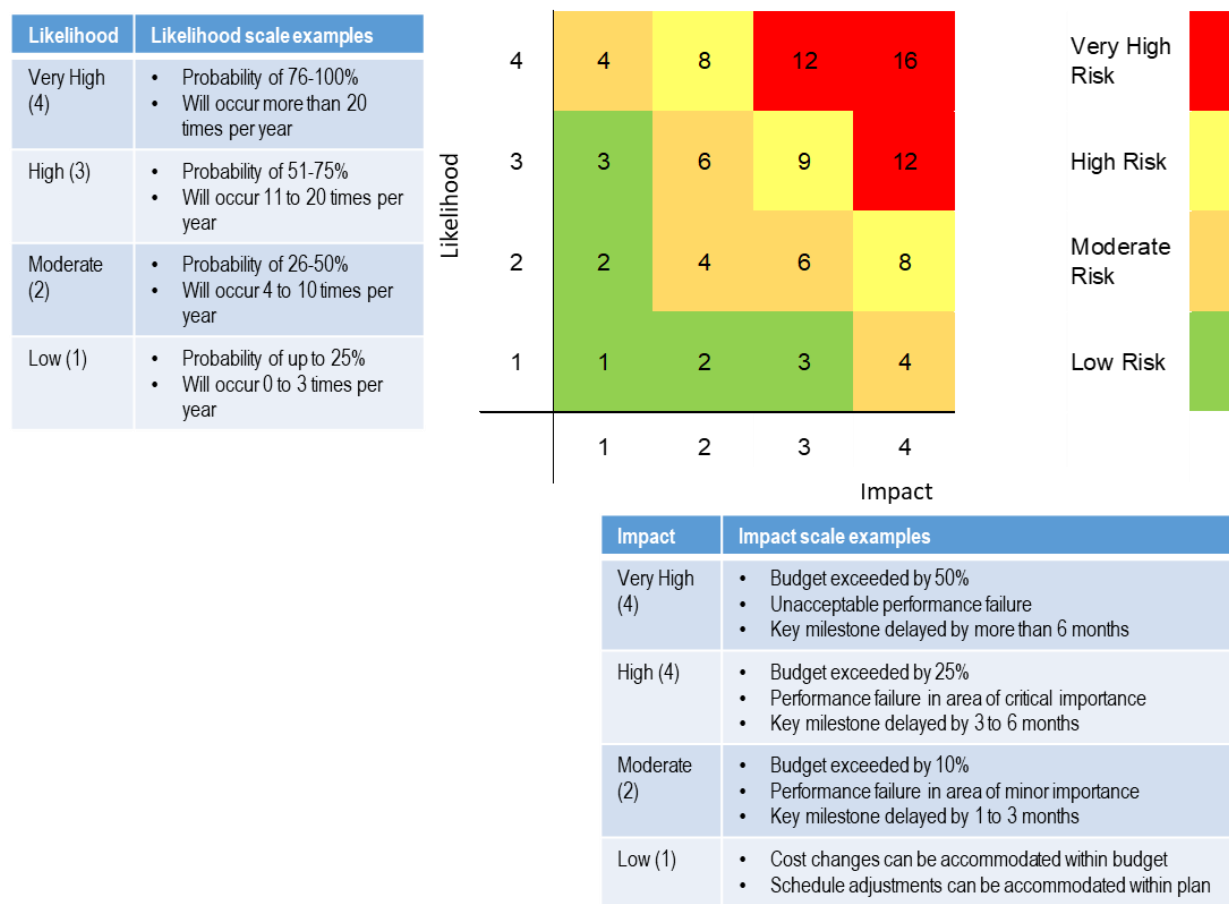 Likelihood Likelihood scale examples
Very High
(4)
• Probability of 76-100%
• Will occur more than 20
times per year
High (3)
• Probability of 51-75%
• Will occur 11 to 20 times per
year
Moderate
(2)
• Probability of 26-50%
• Will occur 4 to 10 times per
year
Low (1)
• Probability of up to 25%
• Will occur 0 to 3 times per
year
Likelihood
4 4 8 12 16
3 3 6 9 12
2 2 4 6 8
1 1 2 3 4
1 2 3 4
Impact
Very High
Risk
High Risk
Moderate
Risk
Low Risk
Impact Impact scale examples
Very High
(4)
• Budget exceeded by 50%
• Unacceptable performance failure
• Key milestone delayed by more than 6 months
High (4)
• Budget exceeded by 25%
• Performance failure in area of critical importance
• Key milestone delayed by 3 to 6 months
Moderate
(2)
• Budget exceeded by 10%
• Performance failure in area of minor importance
• Key milestone delayed by 1 to 3 months
Low (1)
• Cost changes can be accommodated within budget
• Schedule adjustments can be accommodated within plan